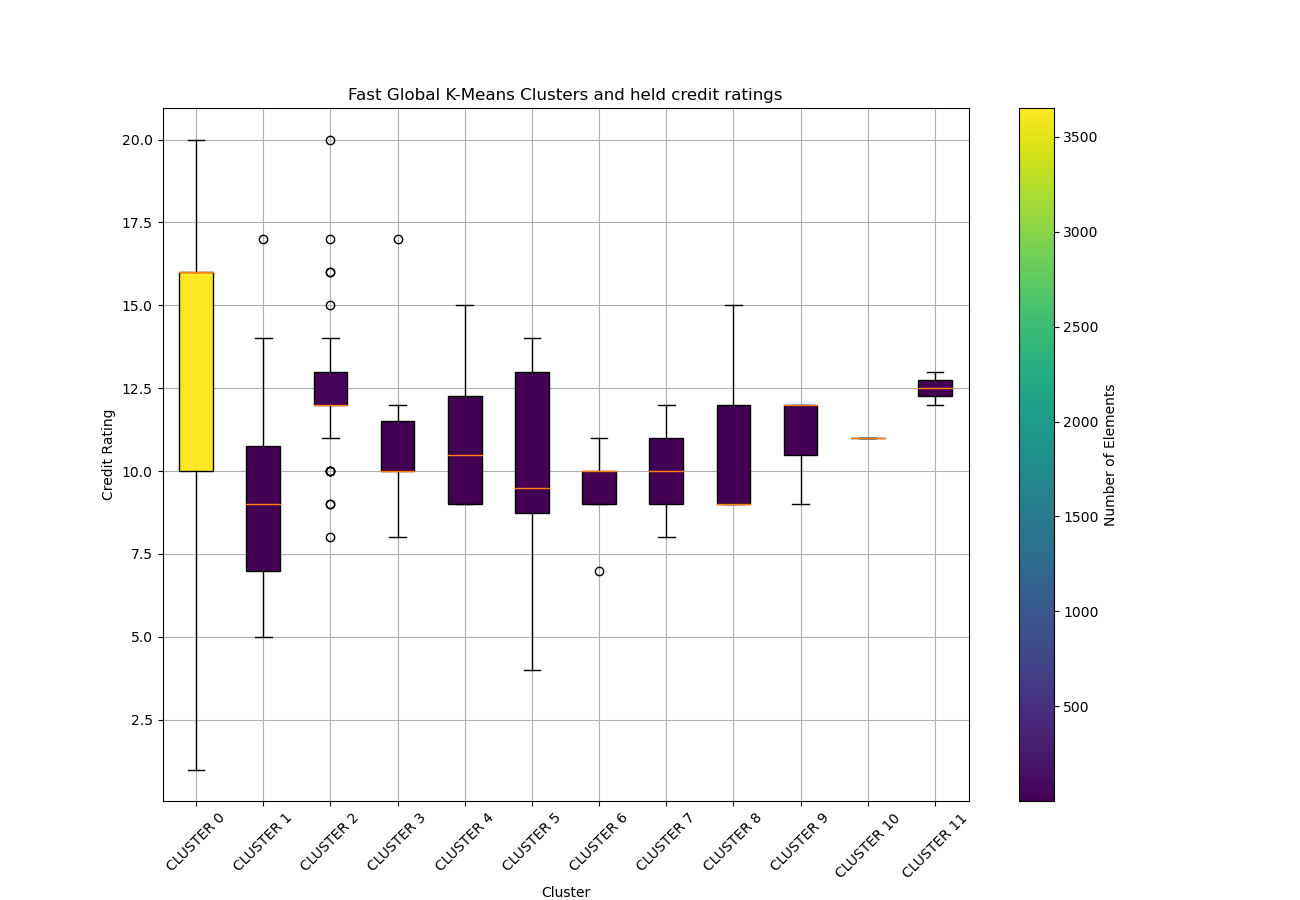 Fast Global K-Means Clusters and held credit ratings
20.0
17.5
15.0
12.5
10.0
7.5
5.0
2.5
Credit Rating
CLUSTER 0
CLUSTER 1
CLUSTER 2
CLUSTER 3
CLUSTER 4
CLUSTER 5
CLUSTER 6
CLUSTER 7
CLUSTER 8
CLUSTER 9
CLUSTER 10
CLUSTER 11
Cluster
3500
3000
2500
2000
1500
1000
500
Number of Elements